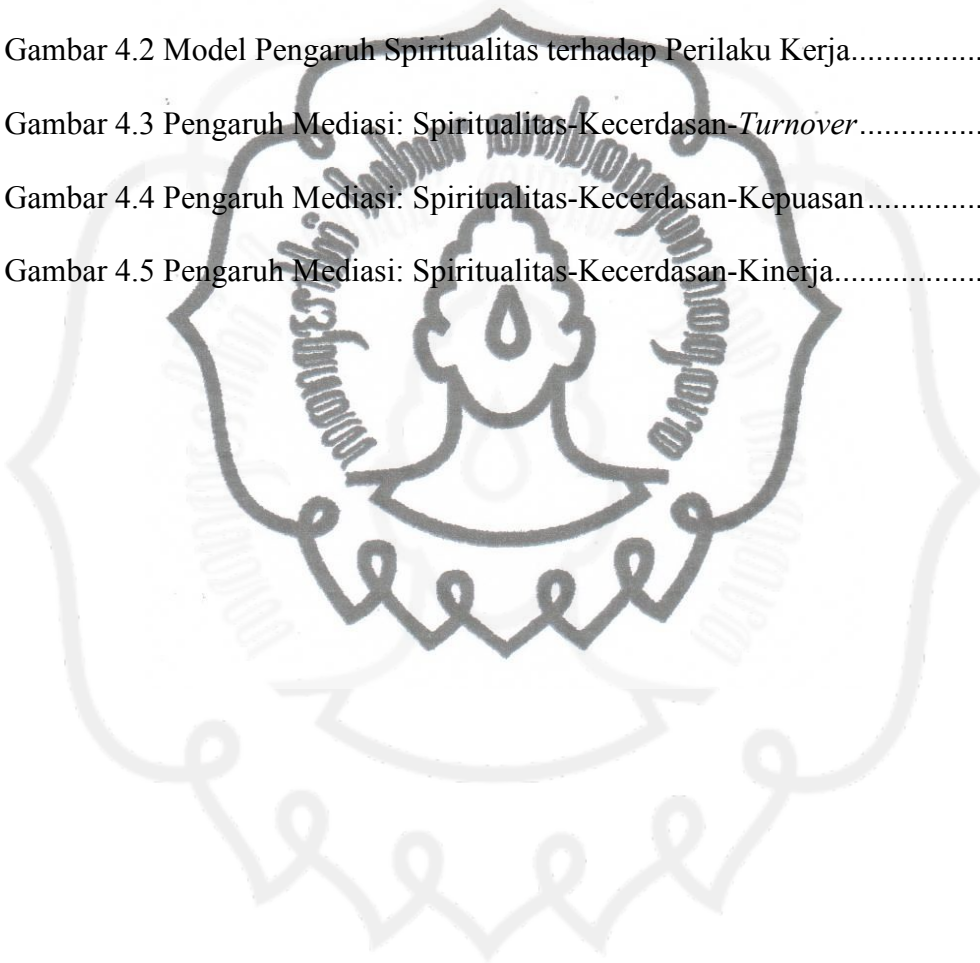 Gambar 4.2 Model Pengaruh Spiritualitas terhadap Perilaku Kerja...............
Gambar 4.3 Pengaruh Mediasi: Spiritualitas-Kecerdasan-Turnover..............
Gambar 4.4 Pengaruh Mediasi: Spiritualitas-Kecerdasan-Kepuasan.............
Gambar 4.5 Pengaruh Mediasi: Spiritualitas-Kecerdasan-Kinerja.................